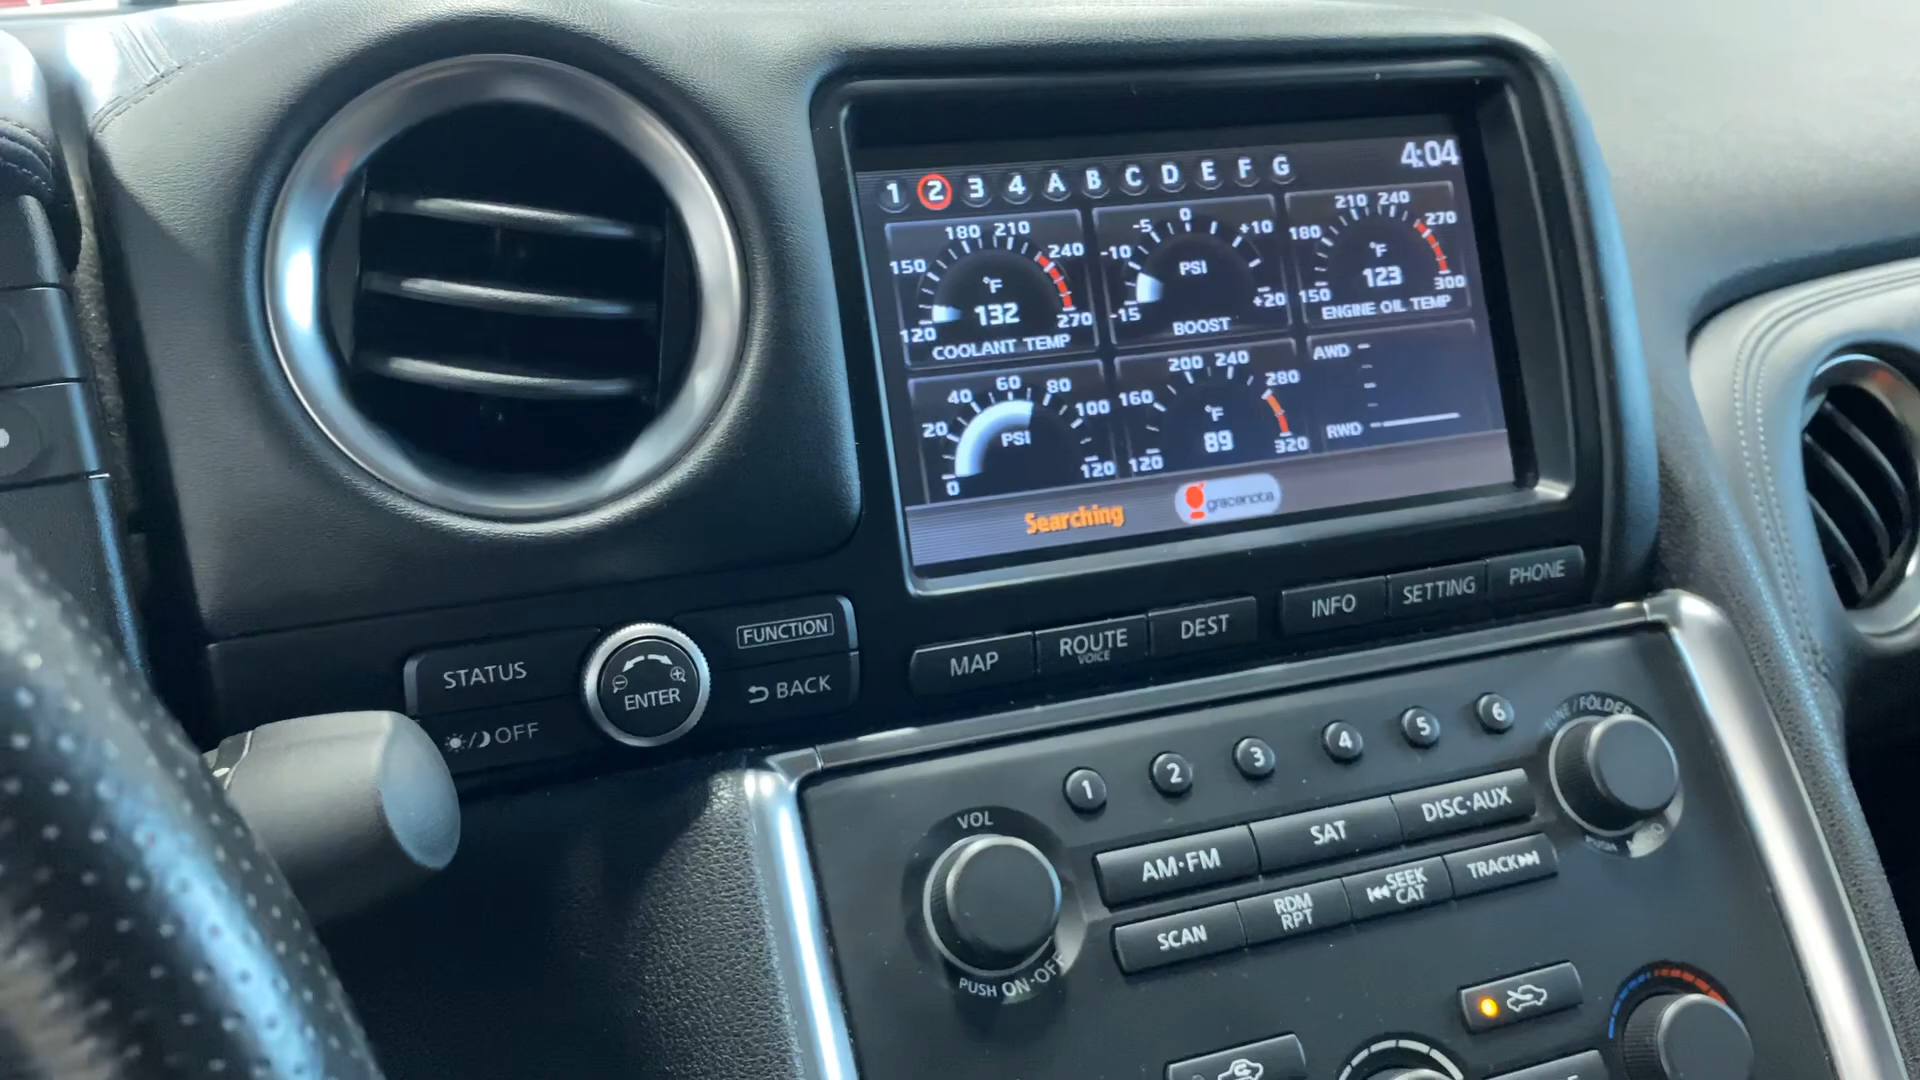 4:04
1 2 3 4 A B C D E F G
120 150 180 210 240 270
°F
132
COOLANT TEMP
-15 -10 -5 0 +10 +20
PSI
BOOST
150 180 210 240 270 300
°F
123
ENGINE OIL TEMP
0 20 40 60 80 100 120
PSI
120 160 200 240 280 320
°F
89
AWD
RWD
Searching
gracenote
STATUS
OFF
ENTER
FUNCTION
BACK
MAP
ROUTE
VOICE
DEST
INFO
SETTING
PHONE
1 2 3 4 5 6
VOL
PUSH ON·OFF
TUNE / FOLDER
PUSH
AM·FM
SAT
DISC·AUX
SCAN
RDM
RPT
SEEK
CAT
TRACK